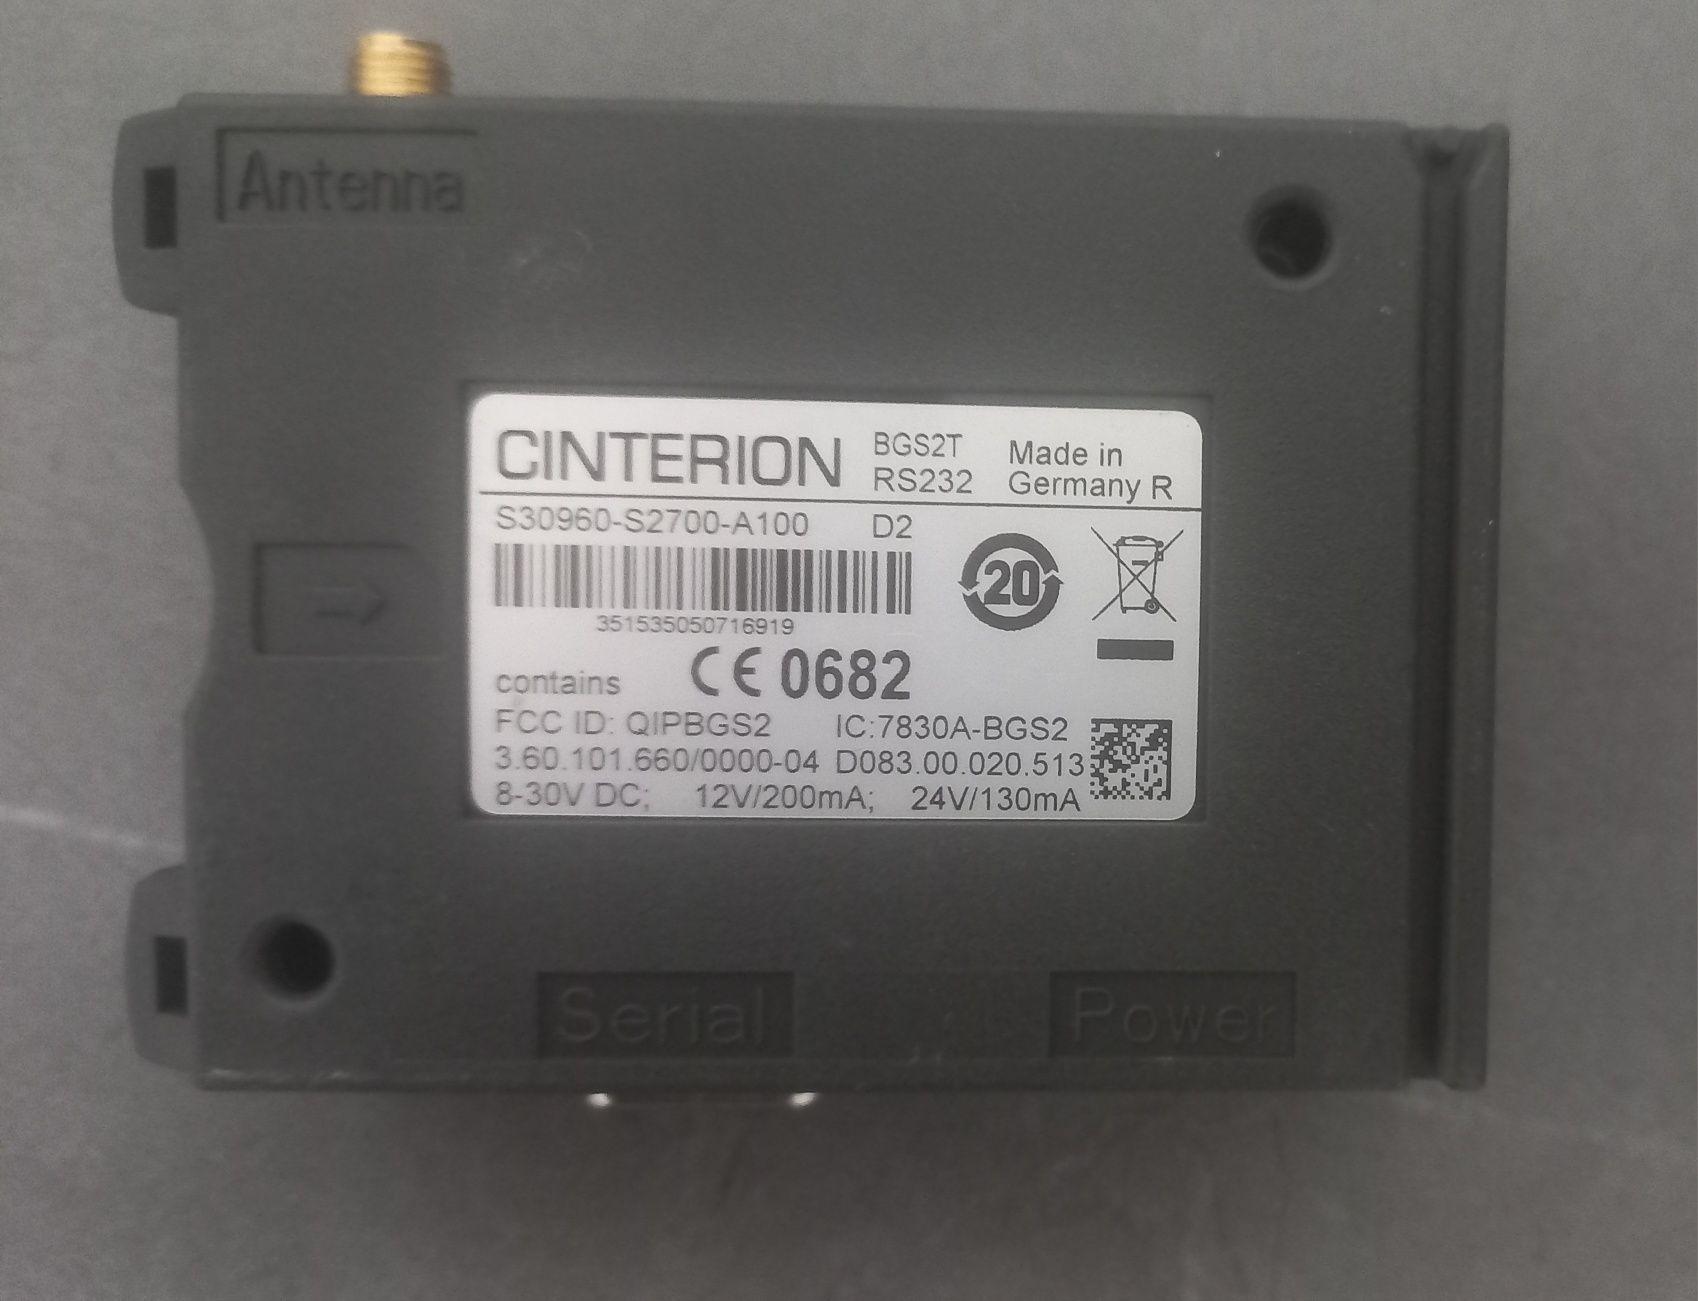 Antenna
CINTERION BGS2T RS232 Made in Germany R
S30960-S2700-A100 D2
20
351535050716919
contains CE 0682
FCC ID: QIPBGS2 IC:7830A-BGS2
3.60.101.660/0000-04 D083.00.020.513
8-30V DC; 12V/200mA; 24V/130mA
Serial Power